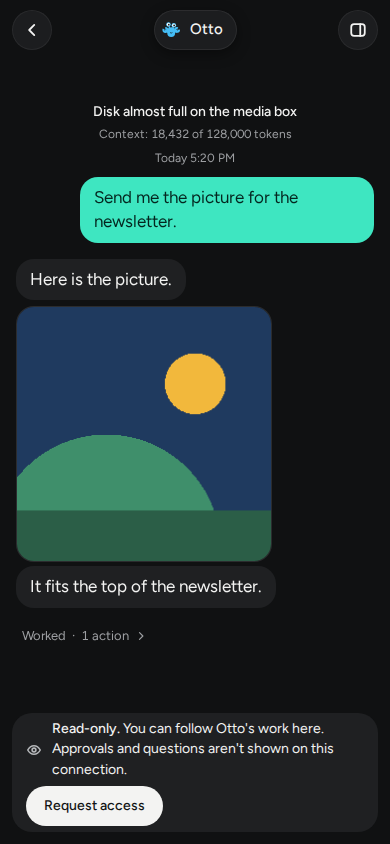 Otto
Disk almost full on the media box
Context: 18,432 of 128,000 tokens
Today 5:20 PM
Send me the picture for the
newsletter.
Here is the picture.
It fits the top of the newsletter.
Worked · 1 action
Read-only. You can follow Otto's work here.
Approvals and questions aren't shown on this
connection.
Request access